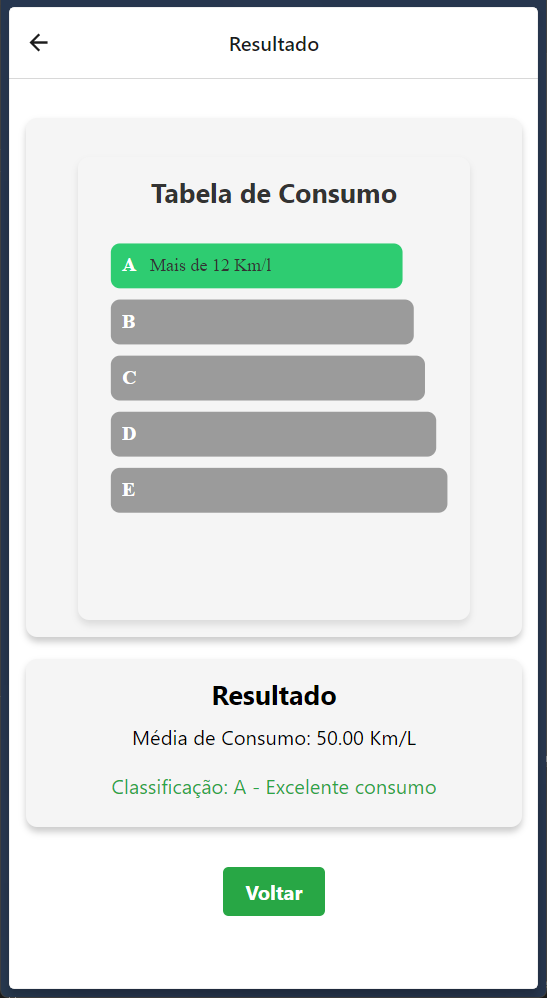 Resultado
Tabela de Consumo
A Mais de 12 Km/l
B
C
D
E
Resultado
Média de Consumo: 50.00 Km/L
Classificação: A - Excelente consumo
Voltar